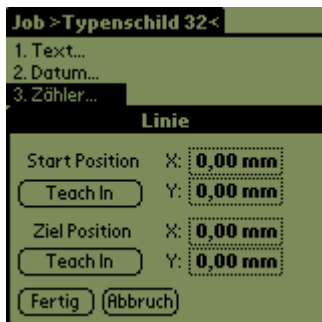 Job >Typenschild 32<
1. Text...
2. Datum...
3. Zähler...
Linie
Start Position X: 0,00 mm
Teach In Y: 0,00 mm
Ziel Position X: 0,00 mm
Teach In Y: 0,00 mm
Fertig Abbruch